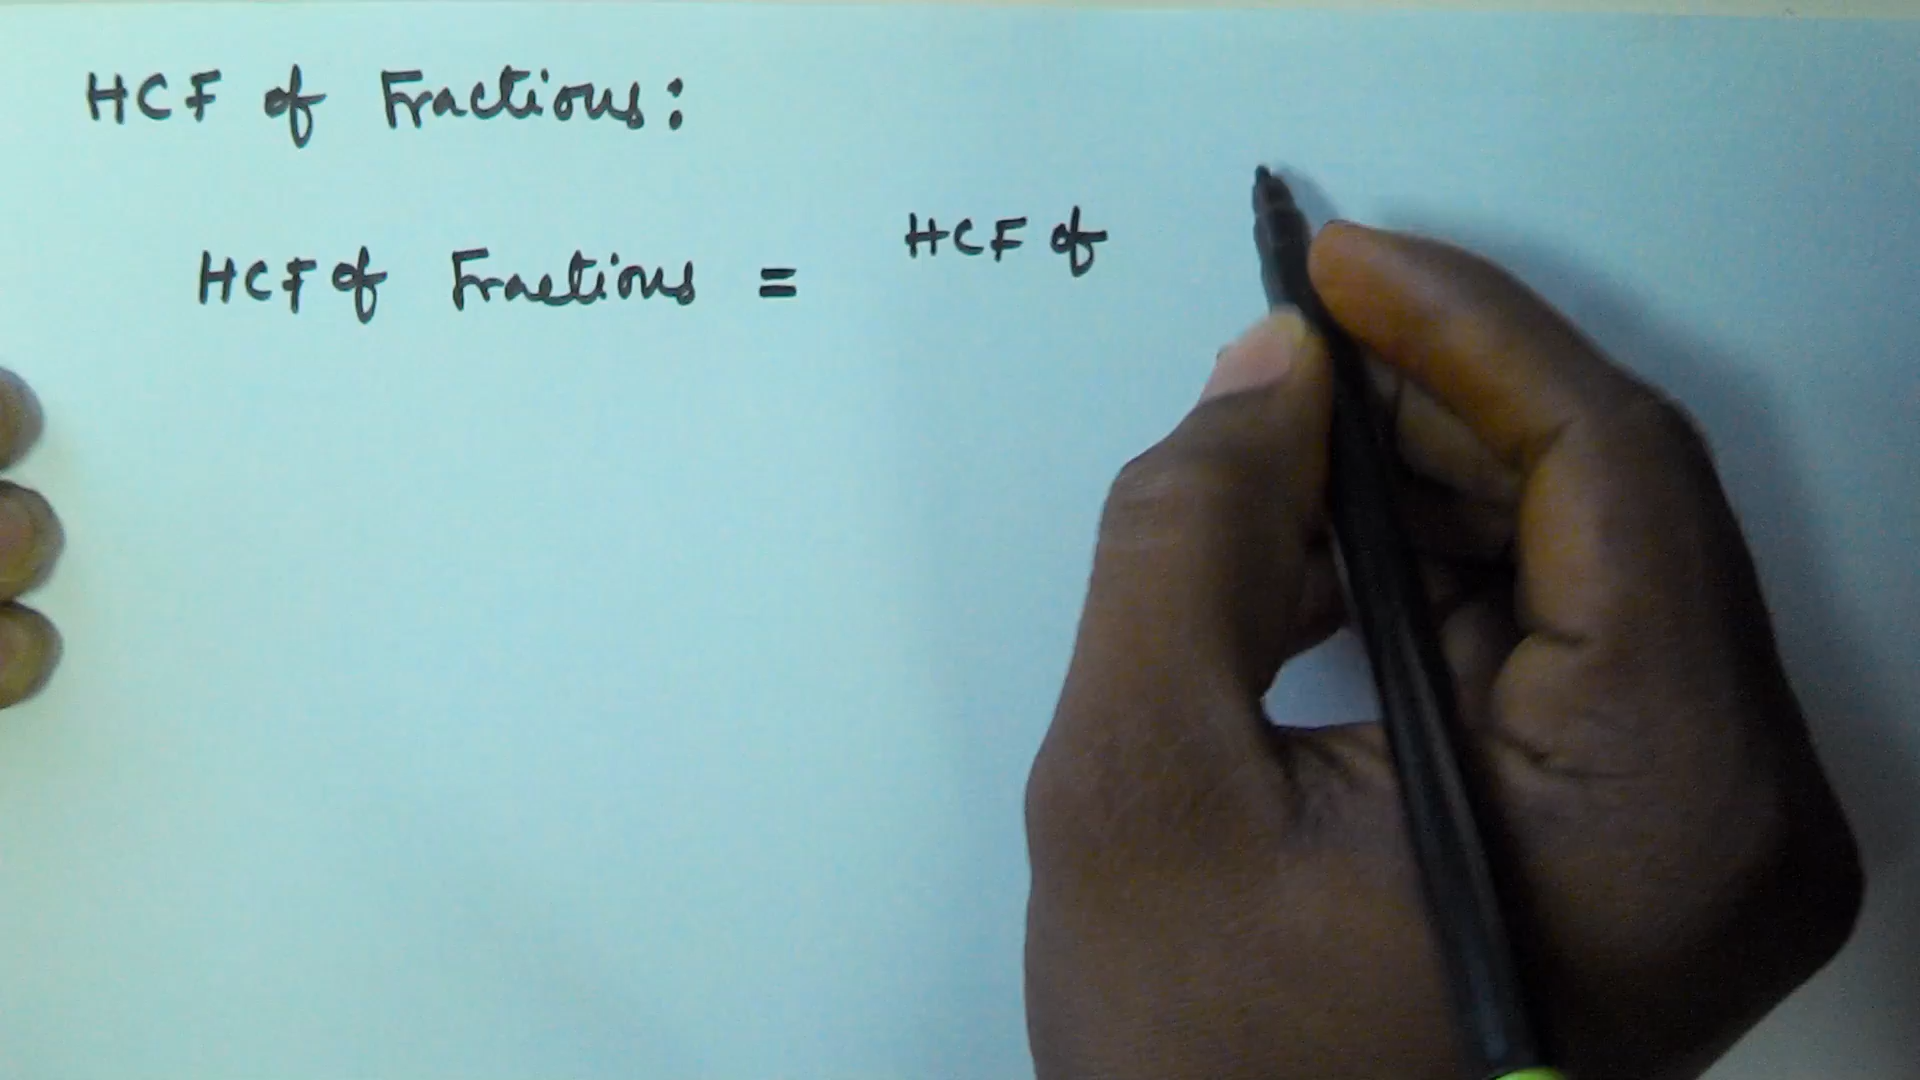 HCF of Fractions:
HCF of Fractions = HCF of